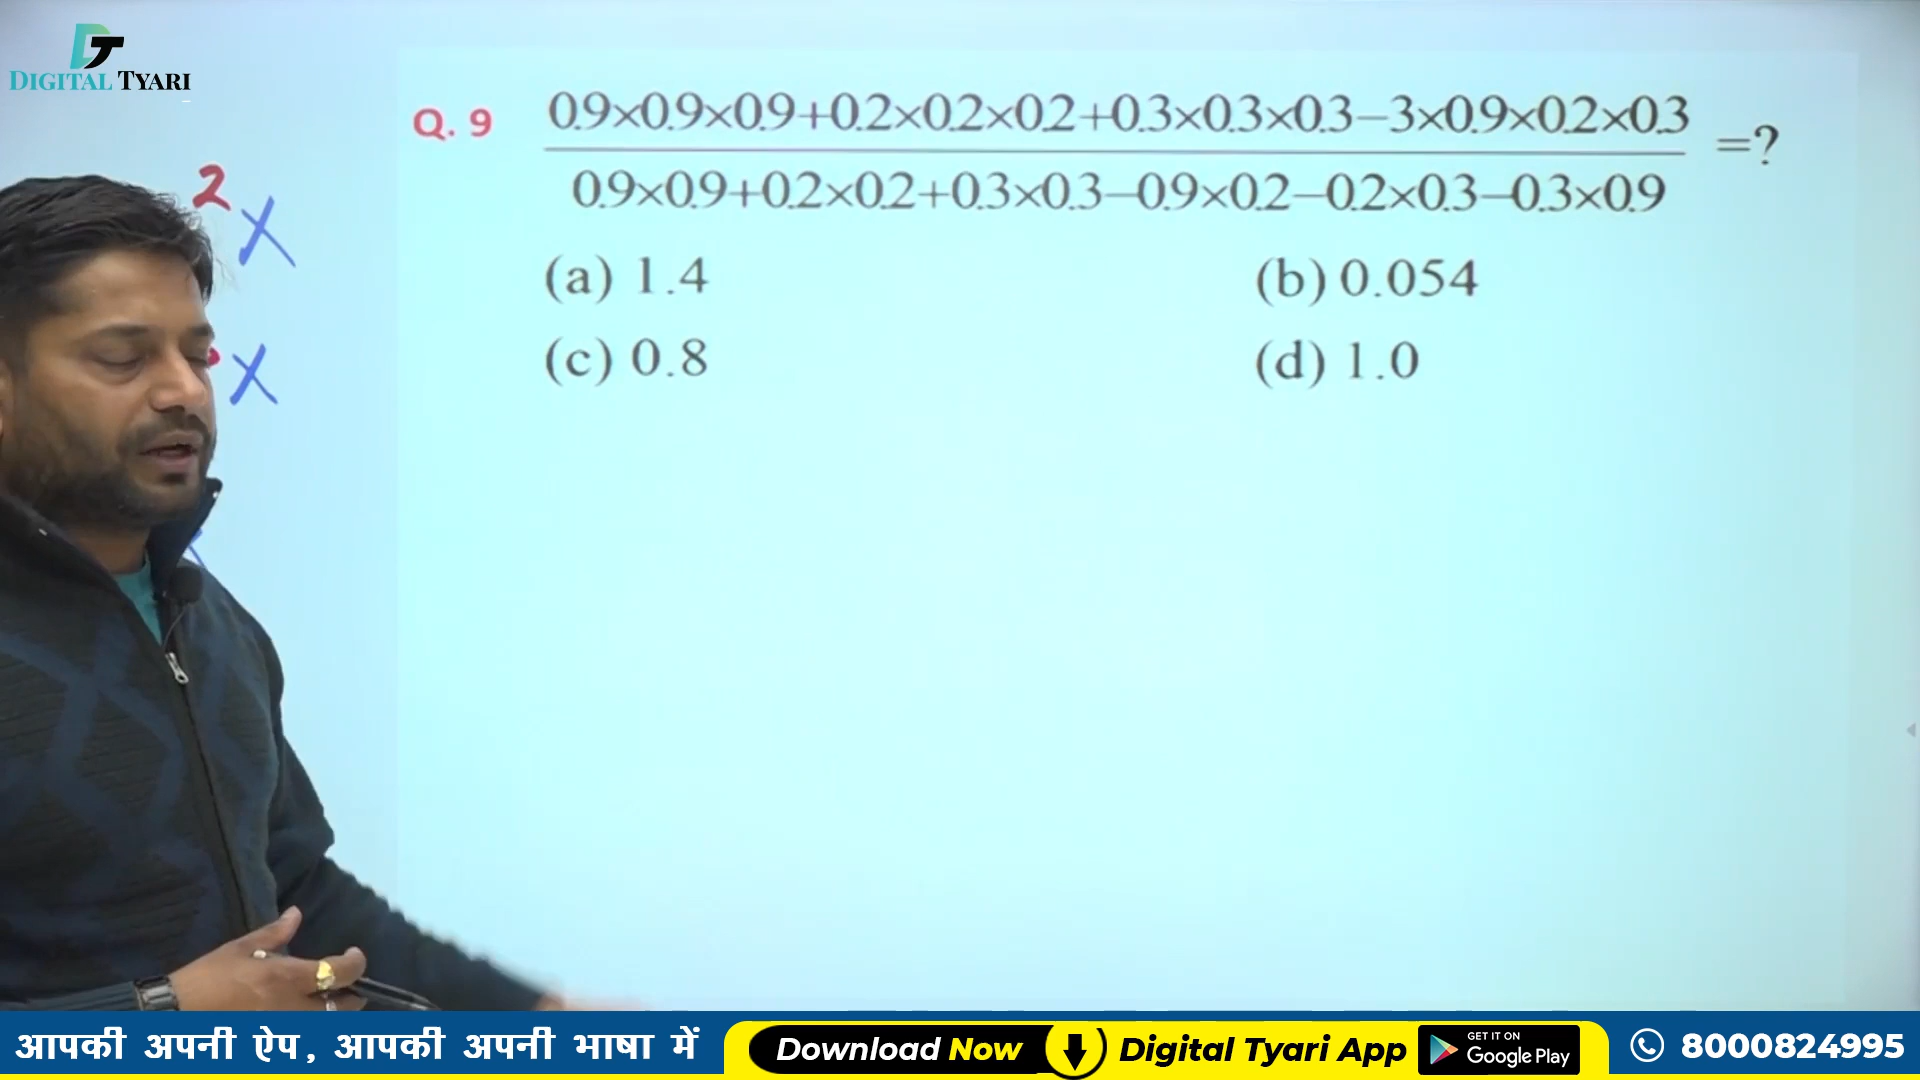 DT
DIGITAL TYARI
Q. 9 0.9×0.9×0.9+0.2×0.2×0.2+0.3×0.3×0.3−3×0.9×0.2×0.3
0.9×0.9+0.2×0.2+0.3×0.3−0.9×0.2−0.2×0.3−0.3×0.9 =?
(a) 1.4 (b) 0.054
(c) 0.8 (d) 1.0
2 X
X
आपकी अपनी ऐप, आपकी अपनी भाषा में Download Now Digital Tyari App GET IT ON Google Play 8000824995